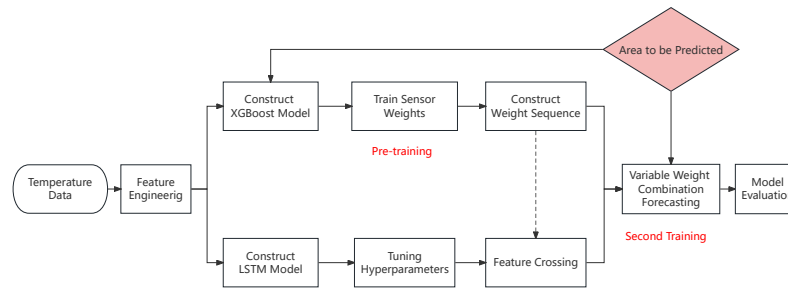 Area to be Predicted
Construct
XGBoost Model
Train Sensor
Weights
Construct
Weight Sequence
Pre-training
Temperature
Data
Feature
Engineerig
Variable Weight
Combination
Forecasting
Model
Evaluation
Second Training
Construct
LSTM Model
Tuning
Hyperparameters
Feature Crossing